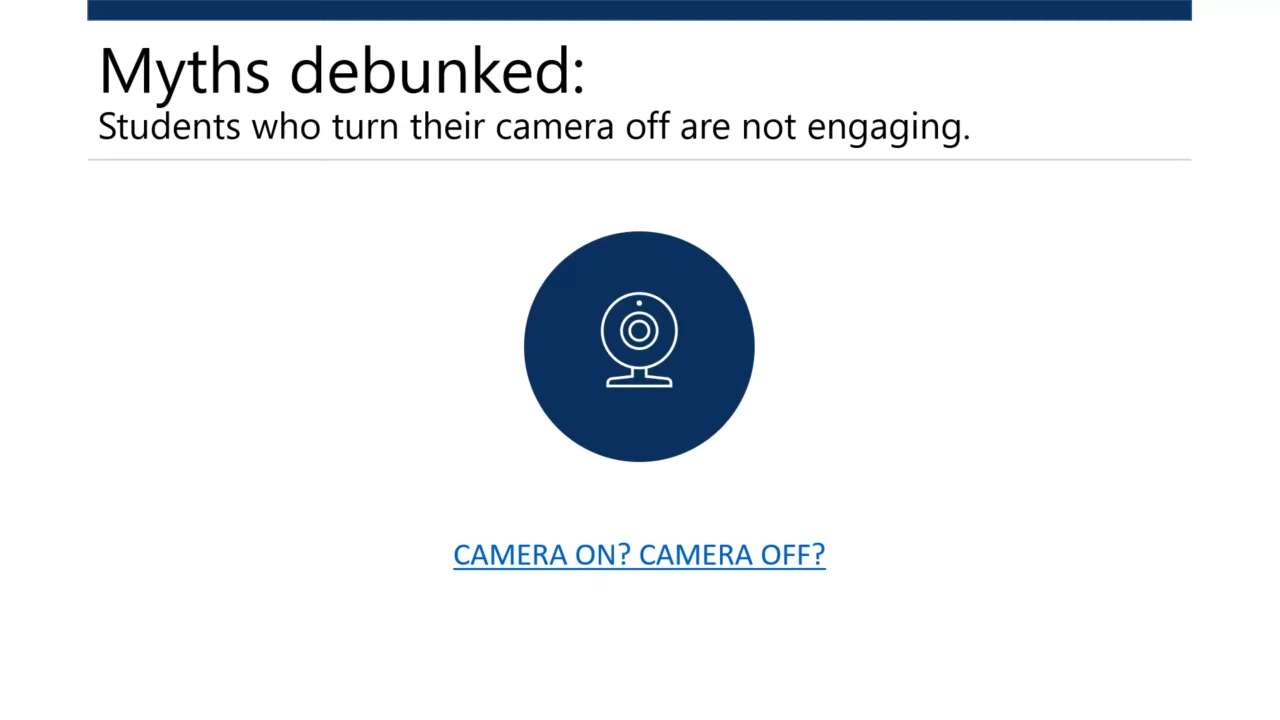 Myths debunked:
Students who turn their camera off are not engaging.
CAMERA ON? CAMERA OFF?